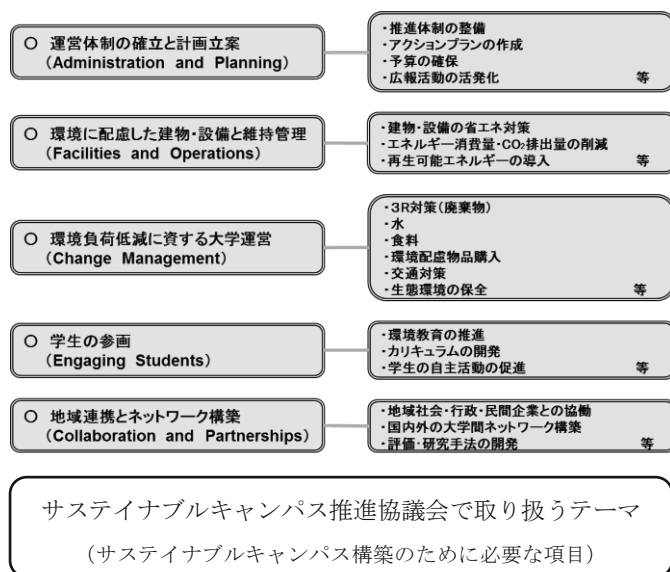 ○ 運営体制の確立と計画立案
(Administration and Planning)
・推進体制の整備
・アクションプランの作成
・予算の確保
・広報活動の活発化 等
○ 環境に配慮した建物・設備と維持管理
(Facilities and Operations)
・建物・設備の省エネ対策
・エネルギー消費量・CO₂排出量の削減
・再生可能エネルギーの導入 等
○ 環境負荷低減に資する大学運営
(Change Management)
・3R対策(廃棄物)
・水
・食料
・環境配慮物品購入
・交通対策
・生態環境の保全 等
○ 学生の参画
(Engaging Students)
・環境教育の推進
・カリキュラムの開発
・学生の自主活動の促進 等
○ 地域連携とネットワーク構築
(Collaboration and Partnerships)
・地域社会・行政・民間企業との協働
・国内外の大学間ネットワーク構築
・評価・研究手法の開発 等
サステイナブルキャンパス推進協議会で取り扱うテーマ
(サステイナブルキャンパス構築のために必要な項目)